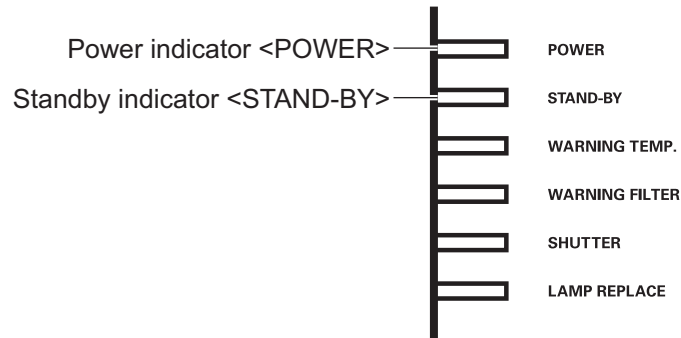 Power indicator <POWER>
POWER
Standby indicator <STAND-BY>
STAND-BY
WARNING TEMP.
WARNING FILTER
SHUTTER
LAMP REPLACE